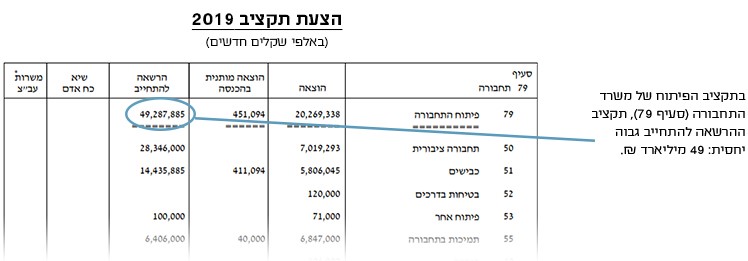 הצעת תקציב 2019
(באלפי שקלים חדשים)
סעיף
79 תחבורה
הוצאה
הוצאה מותנית
בהכנסה
הרשאה
להתחייב
שיא
כח אדם
משרות
עב״צ
79 פיתוח התחבורה 20,269,338 451,094 49,287,885
50 תחבורה ציבורית 7,019,293 28,346,000
51 כבישים 5,806,045 411,094 14,435,885
52 בטיחות בדרכים 120,000
53 פיתוח אחר 71,000 100,000
55 תמיכות בתחבורה 6,847,000 40,000 6,406,000
בתקציב הפיתוח של משרד
התחבורה (סעיף 79), תקציב
ההרשאה להתחייב גבוה
יחסית: 49 מיליארד ₪.